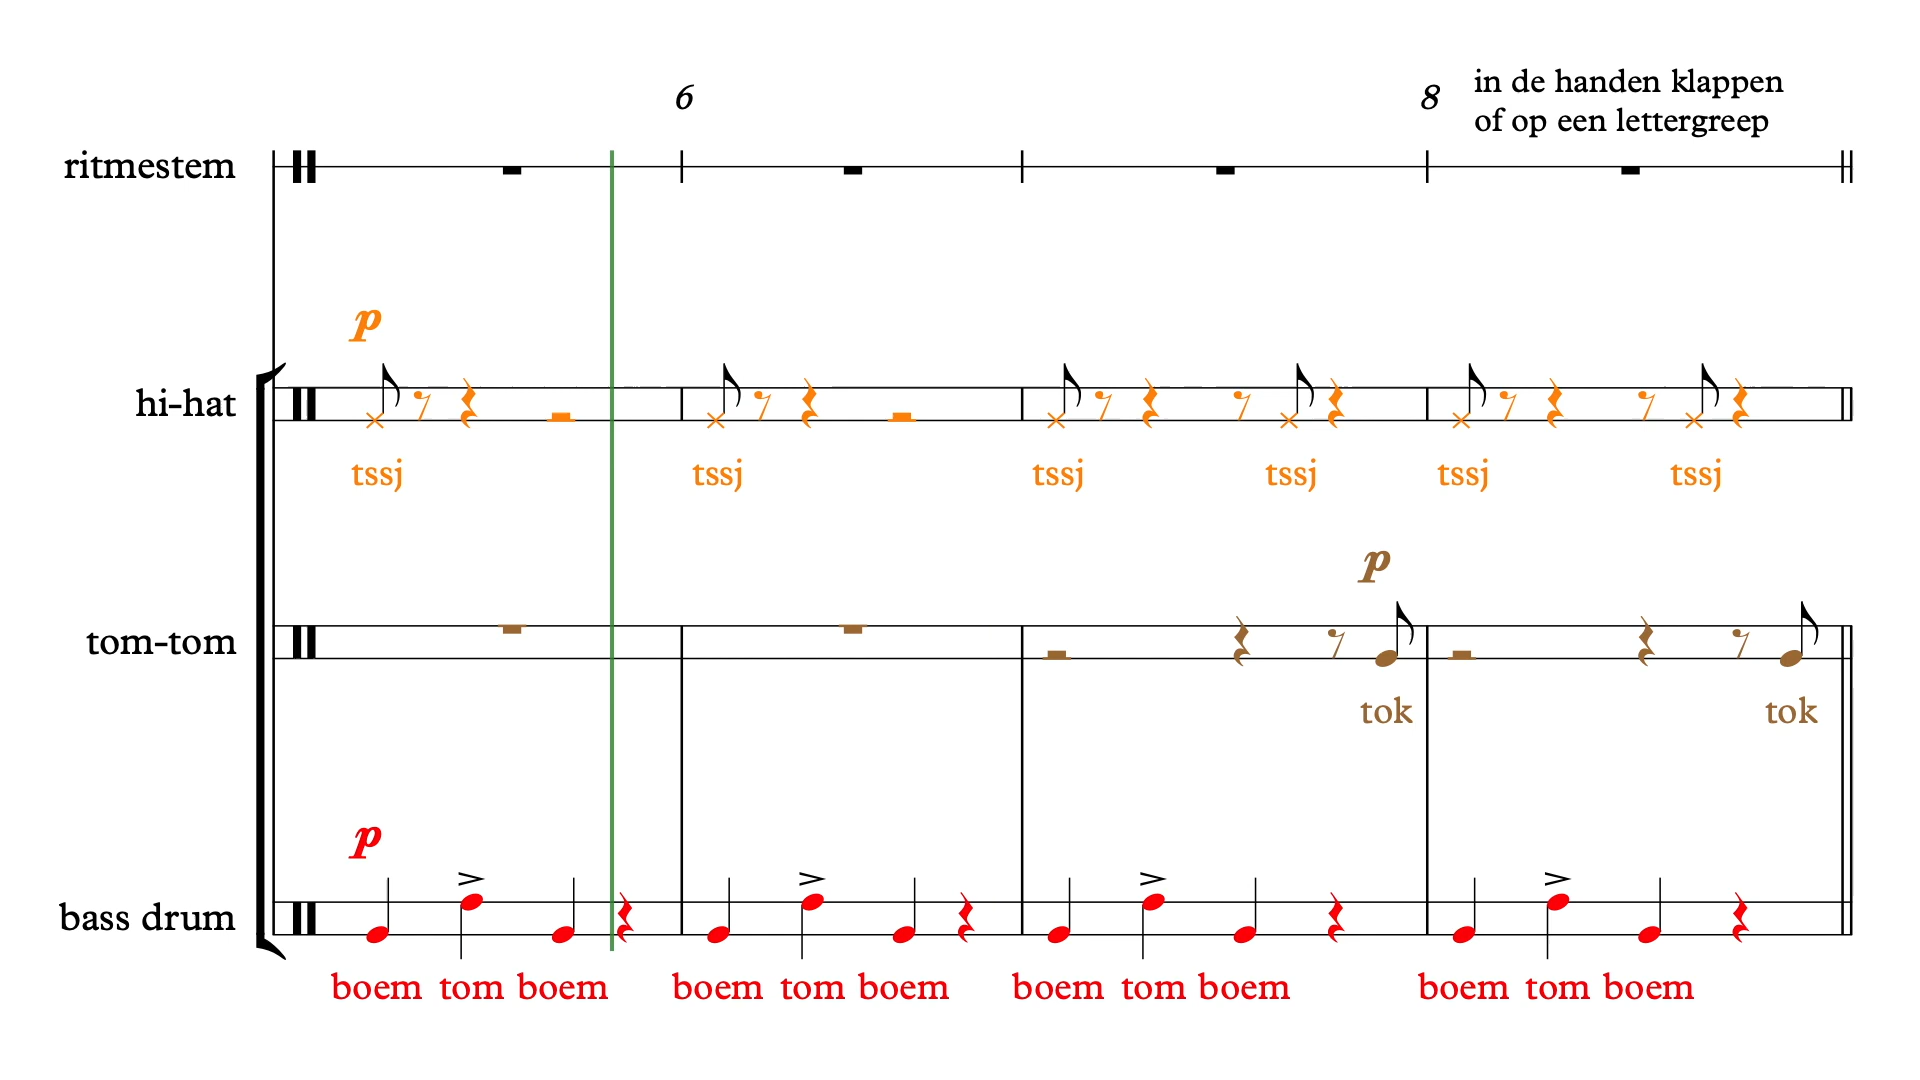 6
8
in de handen klappen
of op een lettergreep
ritmestem
p
hi-hat
tssj tssj tssj tssj tssj tssj
p
tom-tom
tok tok
p
bass drum
boem tom boem boem tom boem boem tom boem boem tom boem